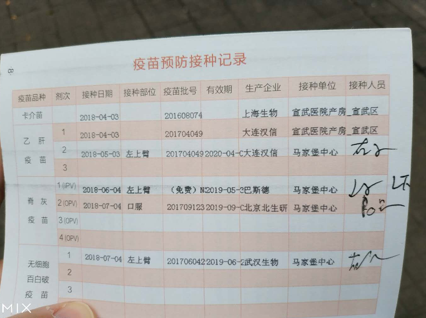 疫苗预防接种记录
疫苗品种 剂次 接种日期 接种部位 疫苗批号 有效期 生产企业 接种单位 接种人员
卡介苗 2018-04-03 201608074 上海生物 宣武医院产房_宣武区
乙肝疫苗 1 2018-04-03 201704049 大连汉信 宣武医院产房_宣武区
2 2018-05-03 左上臂 201704049 2020-04-0 大连汉信 马家堡中心
3
脊灰疫苗 1(IPV) 2018-06-04 左上臂 (免费)N 2019-5-3 巴斯德 马家堡中心
2(OPV) 2018-07-04 口服 201709123 2019-09-0 北京北生研 马家堡中心
3(OPV)
4(OPV)
无细胞百白破疫苗 1 2018-07-04 左上臂 201706042 2019-06-2 武汉生物 马家堡中心
2
3
MIX